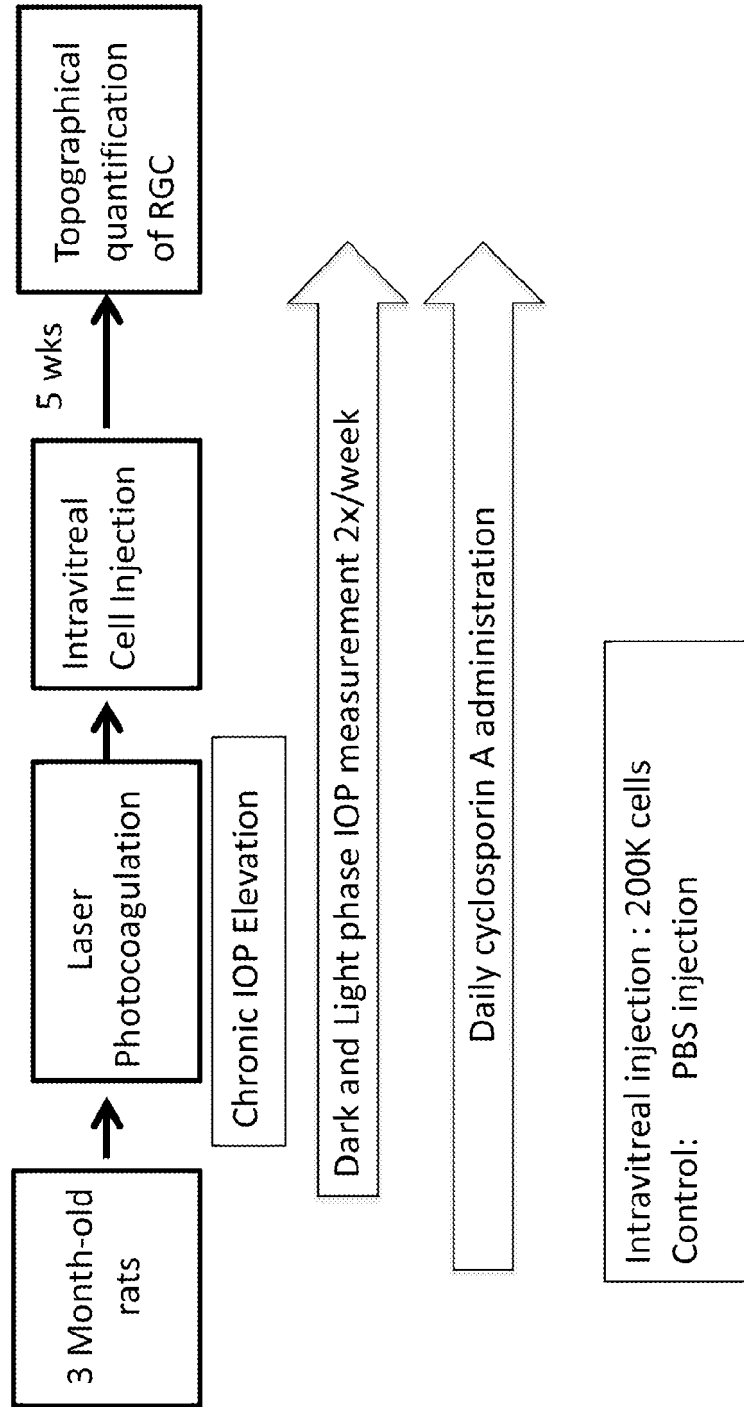 3 Month-old
rats
Laser
Photocoagulation
Intravitreal
Cell Injection
5 wks
Topographical
quantification
of RGC
Chronic IOP Elevation
Dark and Light phase IOP measurement 2x/week
Daily cyclosporin A administration
Intravitreal injection : 200K cells
Control: PBS injection